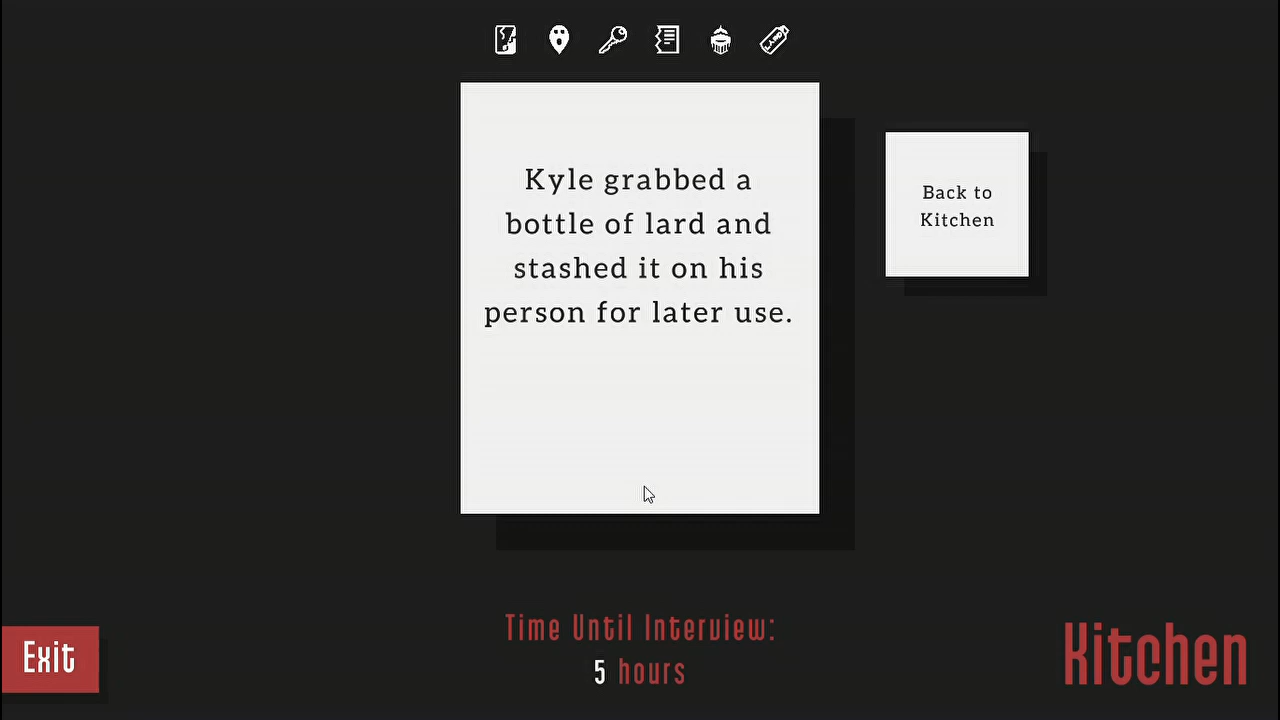 Kyle grabbed a
bottle of lard and
stashed it on his
person for later use.
Back to
Kitchen
Time Until Interview:
5 hours
Exit
Kitchen